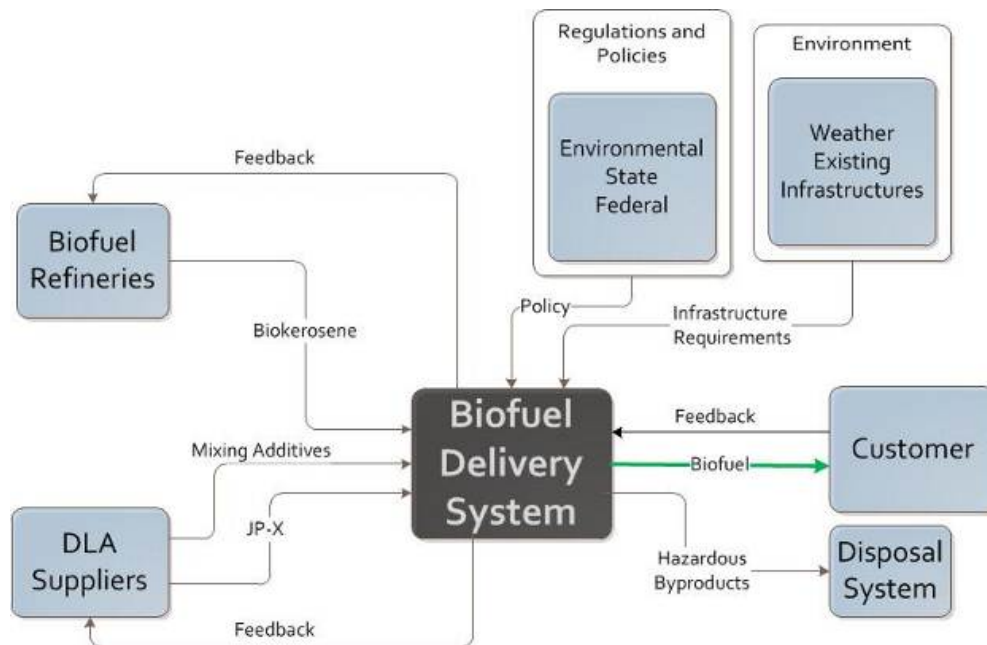 Regulations and
Policies
Environmental
State
Federal
Environment
Weather
Existing
Infrastructures
Feedback
Biofuel
Refineries
Biokerosene
Policy
Infrastructure
Requirements
Biofuel
Delivery
System
Feedback
Biofuel
Customer
Mixing Additives
JP-X
DLA
Suppliers
Hazardous
Byproducts
Disposal
System
Feedback